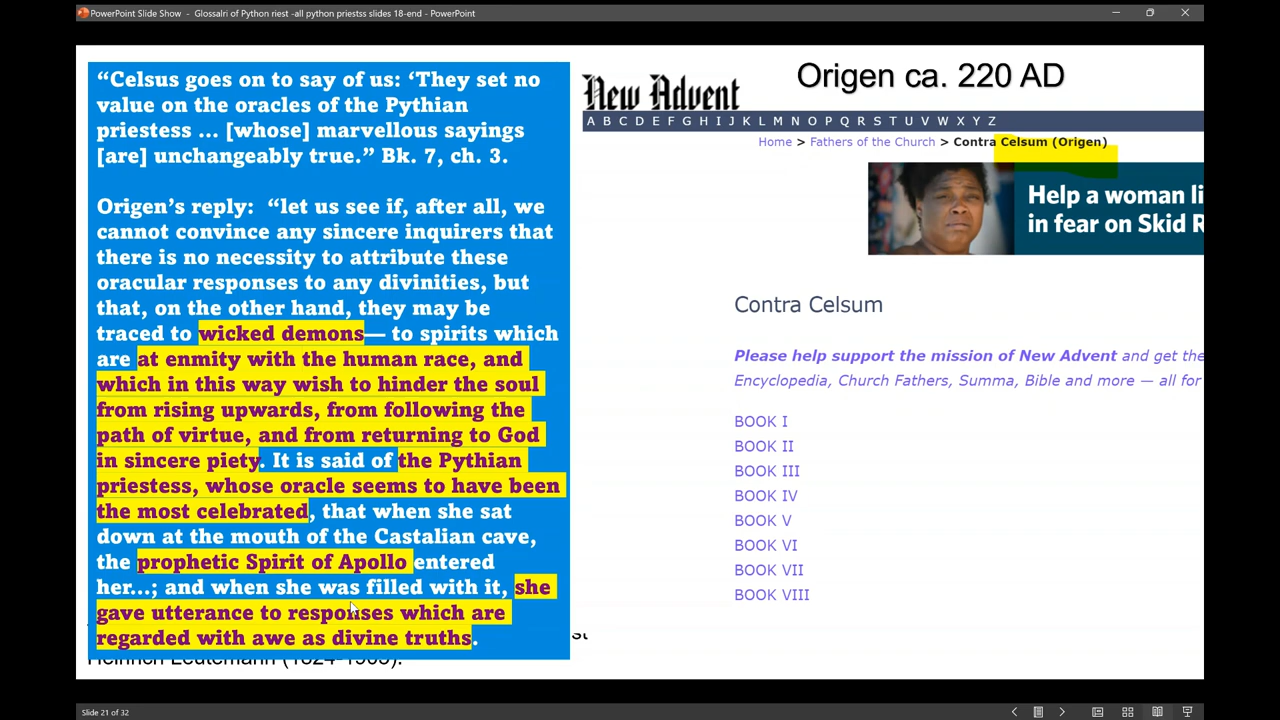 PowerPoint Slide Show - Glossalri of Python riest -all python priestss slides 18-end - PowerPoint
“Celsus goes on to say of us: ‘They set no
value on the oracles of the Pythian
priestess ... [whose] marvellous sayings
[are] unchangeably true.” Bk. 7, ch. 3.
Origen’s reply: “let us see if, after all, we
cannot convince any sincere inquirers that
there is no necessity to attribute these
oracular responses to any divinities, but
that, on the other hand, they may be
traced to wicked demons— to spirits which
are at enmity with the human race, and
which in this way wish to hinder the soul
from rising upwards, from following the
path of virtue, and from returning to God
in sincere piety. It is said of the Pythian
priestess, whose oracle seems to have been
the most celebrated, that when she sat
down at the mouth of the Castalian cave,
the prophetic Spirit of Apollo entered
her...; and when she was filled with it, she
gave utterance to responses which are
regarded with awe as divine truths.
Heinrich Leutemann (1824-1905).
New Advent
Origen ca. 220 AD
A B C D E F G H I J K L M N O P Q R S T U V W X Y Z
Home > Fathers of the Church > Contra Celsum (Origen)
Help a woman li
in fear on Skid R
Contra Celsum
Please help support the mission of New Advent and get the
Encyclopedia, Church Fathers, Summa, Bible and more — all for
BOOK I
BOOK II
BOOK III
BOOK IV
BOOK V
BOOK VI
BOOK VII
BOOK VIII
Slide 21 of 32